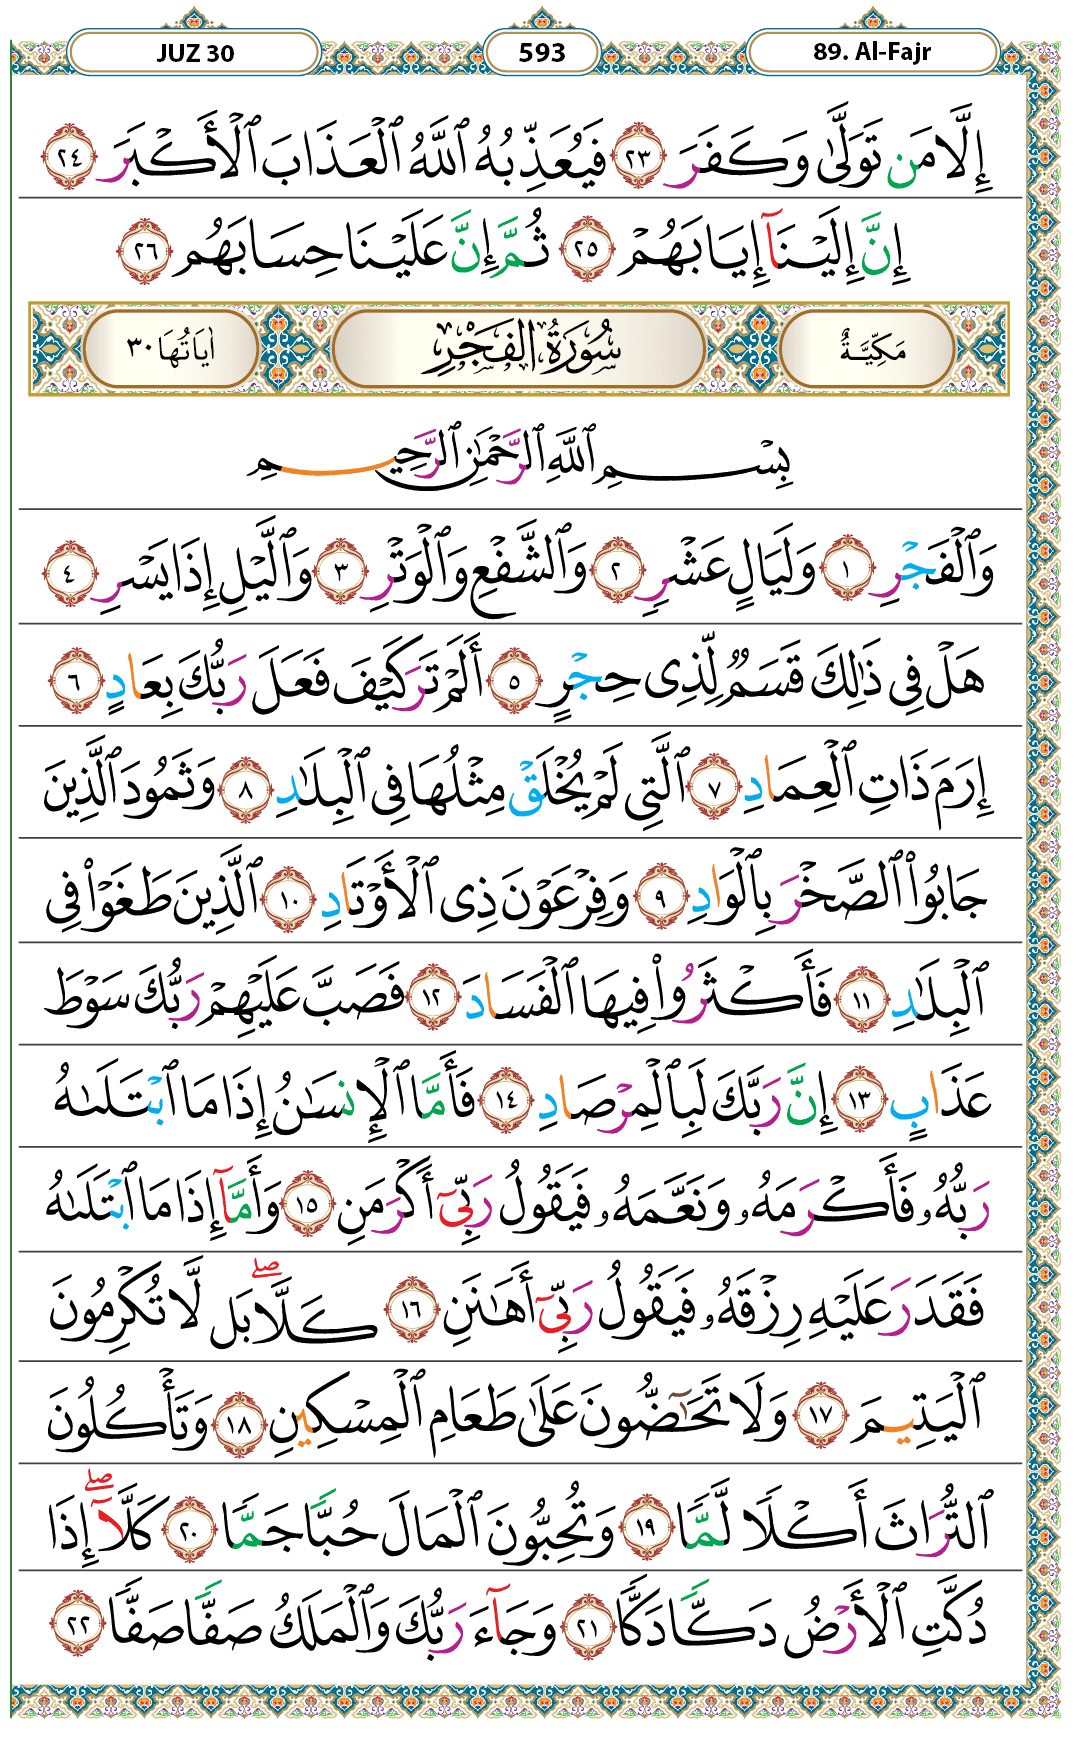 JUZ 30 593 89. Al-Fajr
إِلَّا مَن تَوَلَّىٰ وَكَفَرَ ٢٣ فَيُعَذِّبُهُ ٱللَّهُ ٱلْعَذَابَ ٱلْأَكْبَرَ ٢٤
إِنَّ إِلَيْنَآ إِيَابَهُمْ ٢٥ ثُمَّ إِنَّ عَلَيْنَا حِسَابَهُم ٢٦
مَكِّيَّةٌ سُورَةُ الفَجْرِ اٰيَاتُهَا ٣٠
بِسْمِ ٱللَّهِ ٱلرَّحْمَٰنِ ٱلرَّحِيمِ
وَٱلْفَجْرِ ١ وَلَيَالٍ عَشْرٍ ٢ وَٱلشَّفْعِ وَٱلْوَتْرِ ٣ وَٱلَّيْلِ إِذَا يَسْرِ ٤
هَلْ فِى ذَٰلِكَ قَسَمٌ لِّذِى حِجْرٍ ٥ أَلَمْ تَرَ كَيْفَ فَعَلَ رَبُّكَ بِعَادٍ ٦
إِرَمَ ذَاتِ ٱلْعِمَادِ ٧ ٱلَّتِى لَمْ يُخْلَقْ مِثْلُهَا فِى ٱلْبِلَٰدِ ٨ وَثَمُودَ ٱلَّذِينَ
جَابُوا۟ ٱلصَّخْرَ بِٱلْوَادِ ٩ وَفِرْعَوْنَ ذِى ٱلْأَوْتَادِ ١٠ ٱلَّذِينَ طَغَوْا۟ فِى
ٱلْبِلَٰدِ ١١ فَأَكْثَرُوا۟ فِيهَا ٱلْفَسَادَ ١٢ فَصَبَّ عَلَيْهِمْ رَبُّكَ سَوْطَ
عَذَابٍ ١٣ إِنَّ رَبَّكَ لَبِٱلْمِرْصَادِ ١٤ فَأَمَّا ٱلْإِنسَٰنُ إِذَا مَا ٱبْتَلَىٰهُ
رَبُّهُۥ فَأَكْرَمَهُۥ وَنَعَّمَهُۥ فَيَقُولُ رَبِّىٓ أَكْرَمَنِ ١٥ وَأَمَّآ إِذَا مَا ٱبْتَلَىٰهُ
فَقَدَرَ عَلَيْهِ رِزْقَهُۥ فَيَقُولُ رَبِّىٓ أَهَٰنَنِ ١٦ كَلَّا ۖ بَل لَّا تُكْرِمُونَ
ٱلْيَتِيمَ ١٧ وَلَا تَحَٰٓضُّونَ عَلَىٰ طَعَامِ ٱلْمِسْكِينِ ١٨ وَتَأْكُلُونَ
ٱلتُّرَاثَ أَكْلًا لَّمًّا ١٩ وَتُحِبُّونَ ٱلْمَالَ حُبًّا جَمًّا ٢٠ كَلَّآ ۖ إِذَا
دُكَّتِ ٱلْأَرْضُ دَكًّا دَكًّا ٢١ وَجَآءَ رَبُّكَ وَٱلْمَلَكُ صَفًّا صَفًّا ٢٢